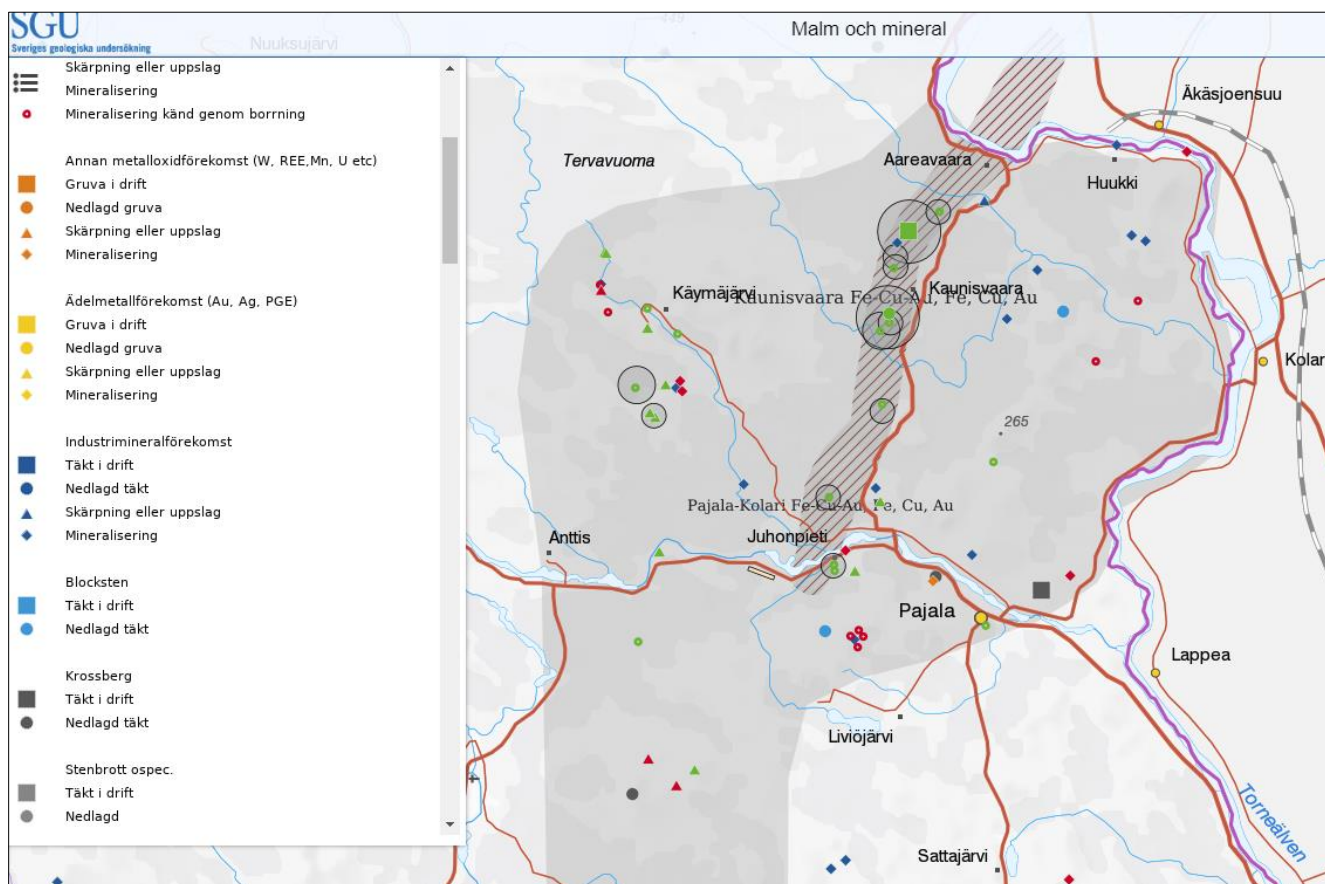 SGU
Sveriges geologiska undersökning
Malm och mineral
449
Nuuksujärvi
Skärpning eller uppslag
Mineralisering
Mineralisering känd genom borrning
Annan metalloxidförekomst (W, REE,Mn, U etc)
Gruva i drift
Nedlagd gruva
Skärpning eller uppslag
Mineralisering
Ädelmetallförekomst (Au, Ag, PGE)
Gruva i drift
Nedlagd gruva
Skärpning eller uppslag
Mineralisering
Industrimineralförekomst
Täkt i drift
Nedlagd täkt
Skärpning eller uppslag
Mineralisering
Blocksten
Täkt i drift
Nedlagd täkt
Krossberg
Täkt i drift
Nedlagd täkt
Stenbrott ospec.
Täkt i drift
Nedlagd
Äkäsjoensuu
Tervavuoma
Aareavaara
Huukki
Käymäjärvi
Kaunisvaara
Kaunisvaara Fe-Cu-Au, Fe, Cu, Au
Kolar
265
Pajala-Kolari Fe-Cu-Au, Fe, Cu, Au
Anttis
Juhonpieti
Pajala
Lappea
Liviöjärvi
Torneälven
Sattajärvi